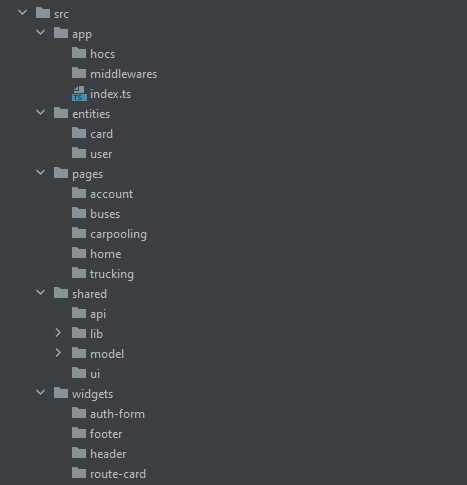 src
app
hocs
middlewares
TS index.ts
entities
card
user
pages
account
buses
carpooling
home
trucking
shared
api
lib
model
ui
widgets
auth-form
footer
header
route-card